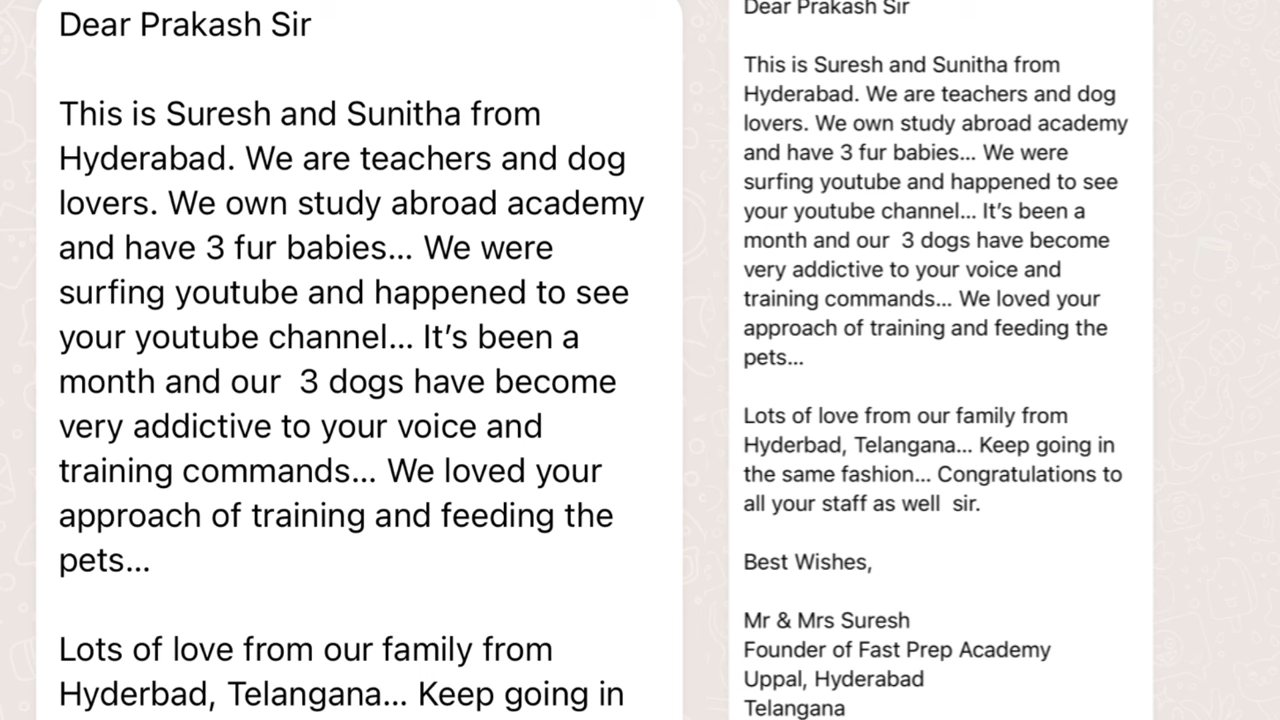 Dear Prakash Sir
This is Suresh and Sunitha from
Hyderabad. We are teachers and dog
lovers. We own study abroad academy
and have 3 fur babies... We were
surfing youtube and happened to see
your youtube channel... It’s been a
month and our  3 dogs have become
very addictive to your voice and
training commands... We loved your
approach of training and feeding the
pets...
Lots of love from our family from
Hyderbad, Telangana... Keep going in
Dear Prakash Sir
This is Suresh and Sunitha from
Hyderabad. We are teachers and dog
lovers. We own study abroad academy
and have 3 fur babies... We were
surfing youtube and happened to see
your youtube channel... It’s been a
month and our  3 dogs have become
very addictive to your voice and
training commands... We loved your
approach of training and feeding the
pets...
Lots of love from our family from
Hyderbad, Telangana... Keep going in
the same fashion... Congratulations to
all your staff as well  sir.
Best Wishes,
Mr & Mrs Suresh
Founder of Fast Prep Academy
Uppal, Hyderabad
Telangana